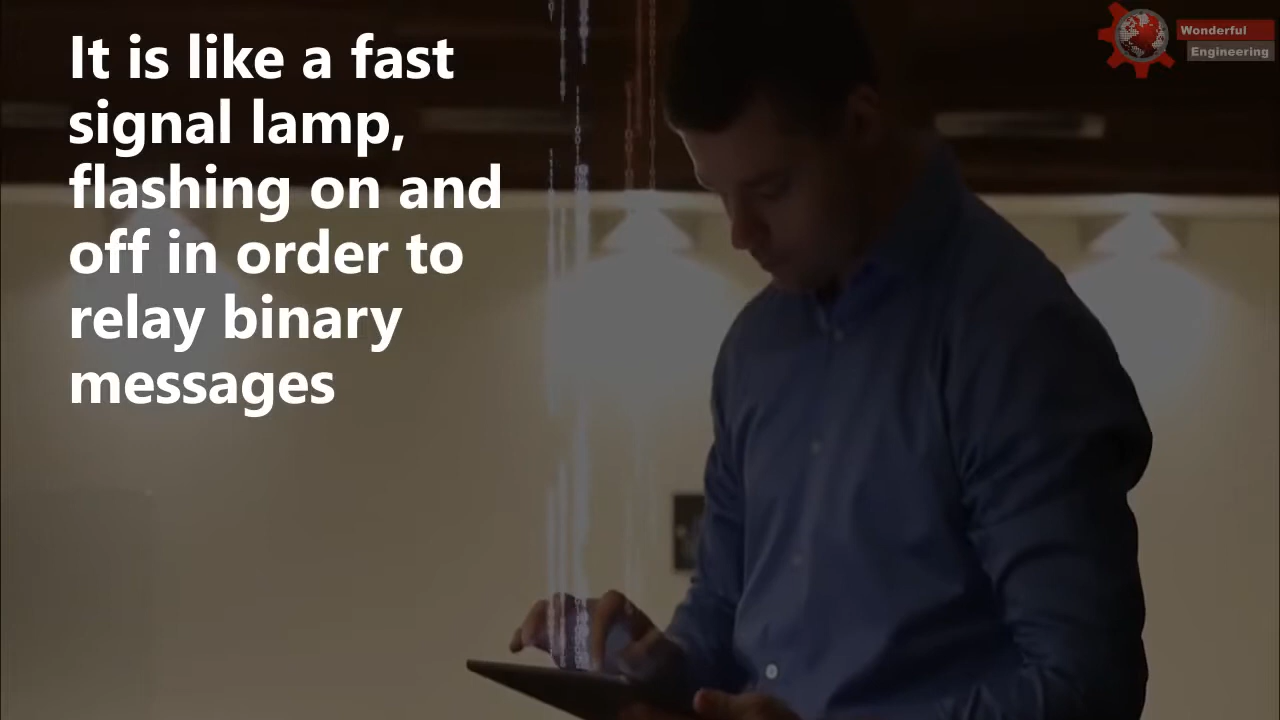 It is like a fast
signal lamp,
flashing on and
off in order to
relay binary
messages
Wonderful
Engineering